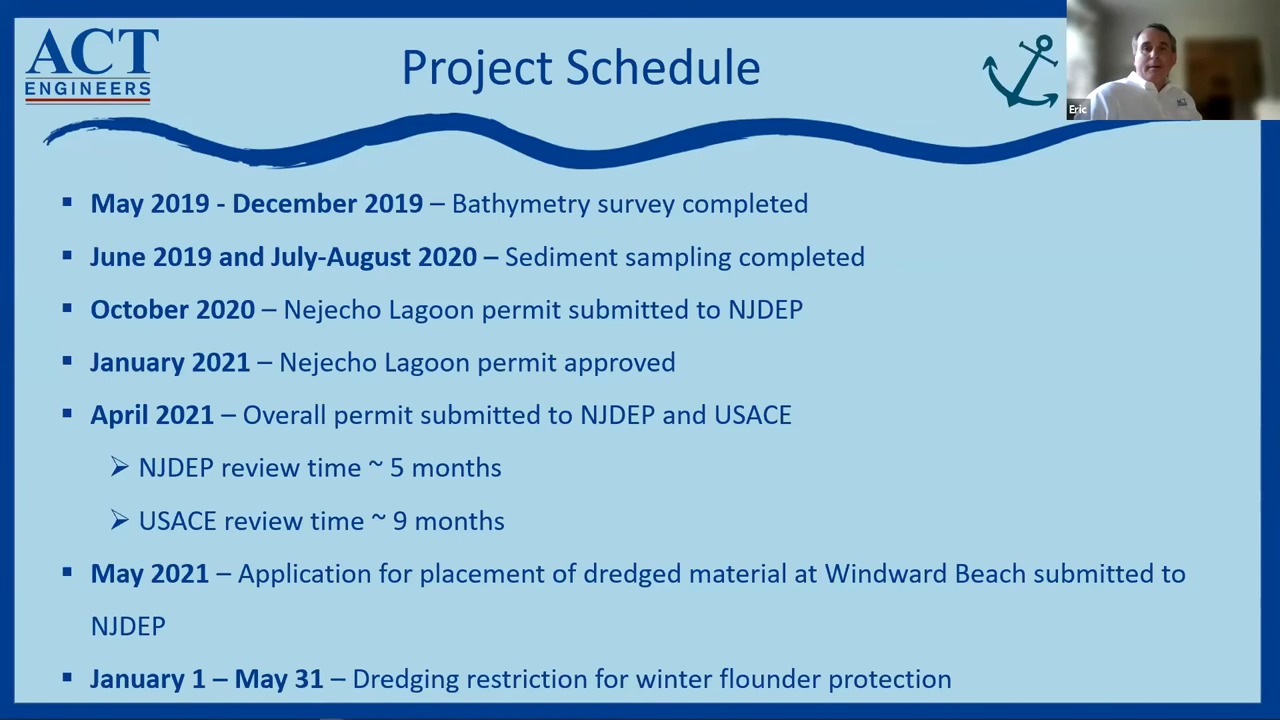 ACT
ENGINEERS
Project Schedule
Eric
ACT
▪ May 2019 - December 2019 – Bathymetry survey completed
▪ June 2019 and July-August 2020 – Sediment sampling completed
▪ October 2020 – Nejecho Lagoon permit submitted to NJDEP
▪ January 2021 – Nejecho Lagoon permit approved
▪ April 2021 – Overall permit submitted to NJDEP and USACE
➢ NJDEP review time ~ 5 months
➢ USACE review time ~ 9 months
▪ May 2021 – Application for placement of dredged material at Windward Beach submitted to
NJDEP
▪ January 1 – May 31 – Dredging restriction for winter flounder protection